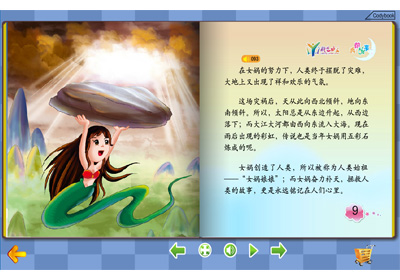 Codybook
003
在女娲的努力下，人类终于摆脱了灾难，
大地上又出现了祥和欢乐的气象。
这场灾祸后，天从此向西北倾斜，地向东
南倾斜，所以，太阳总是从东边升起，从西边
落下；而大江大河都由西向东流入大海。现在
雨后出现的彩虹，传说也是当年女娲用五彩石
炼成的呢。
女娲创造了人类，所以被称为人类始祖
——“女娲娘娘”；而女娲奋力补天，拯救人
类的故事，更是永远铭记在人们心里。
9